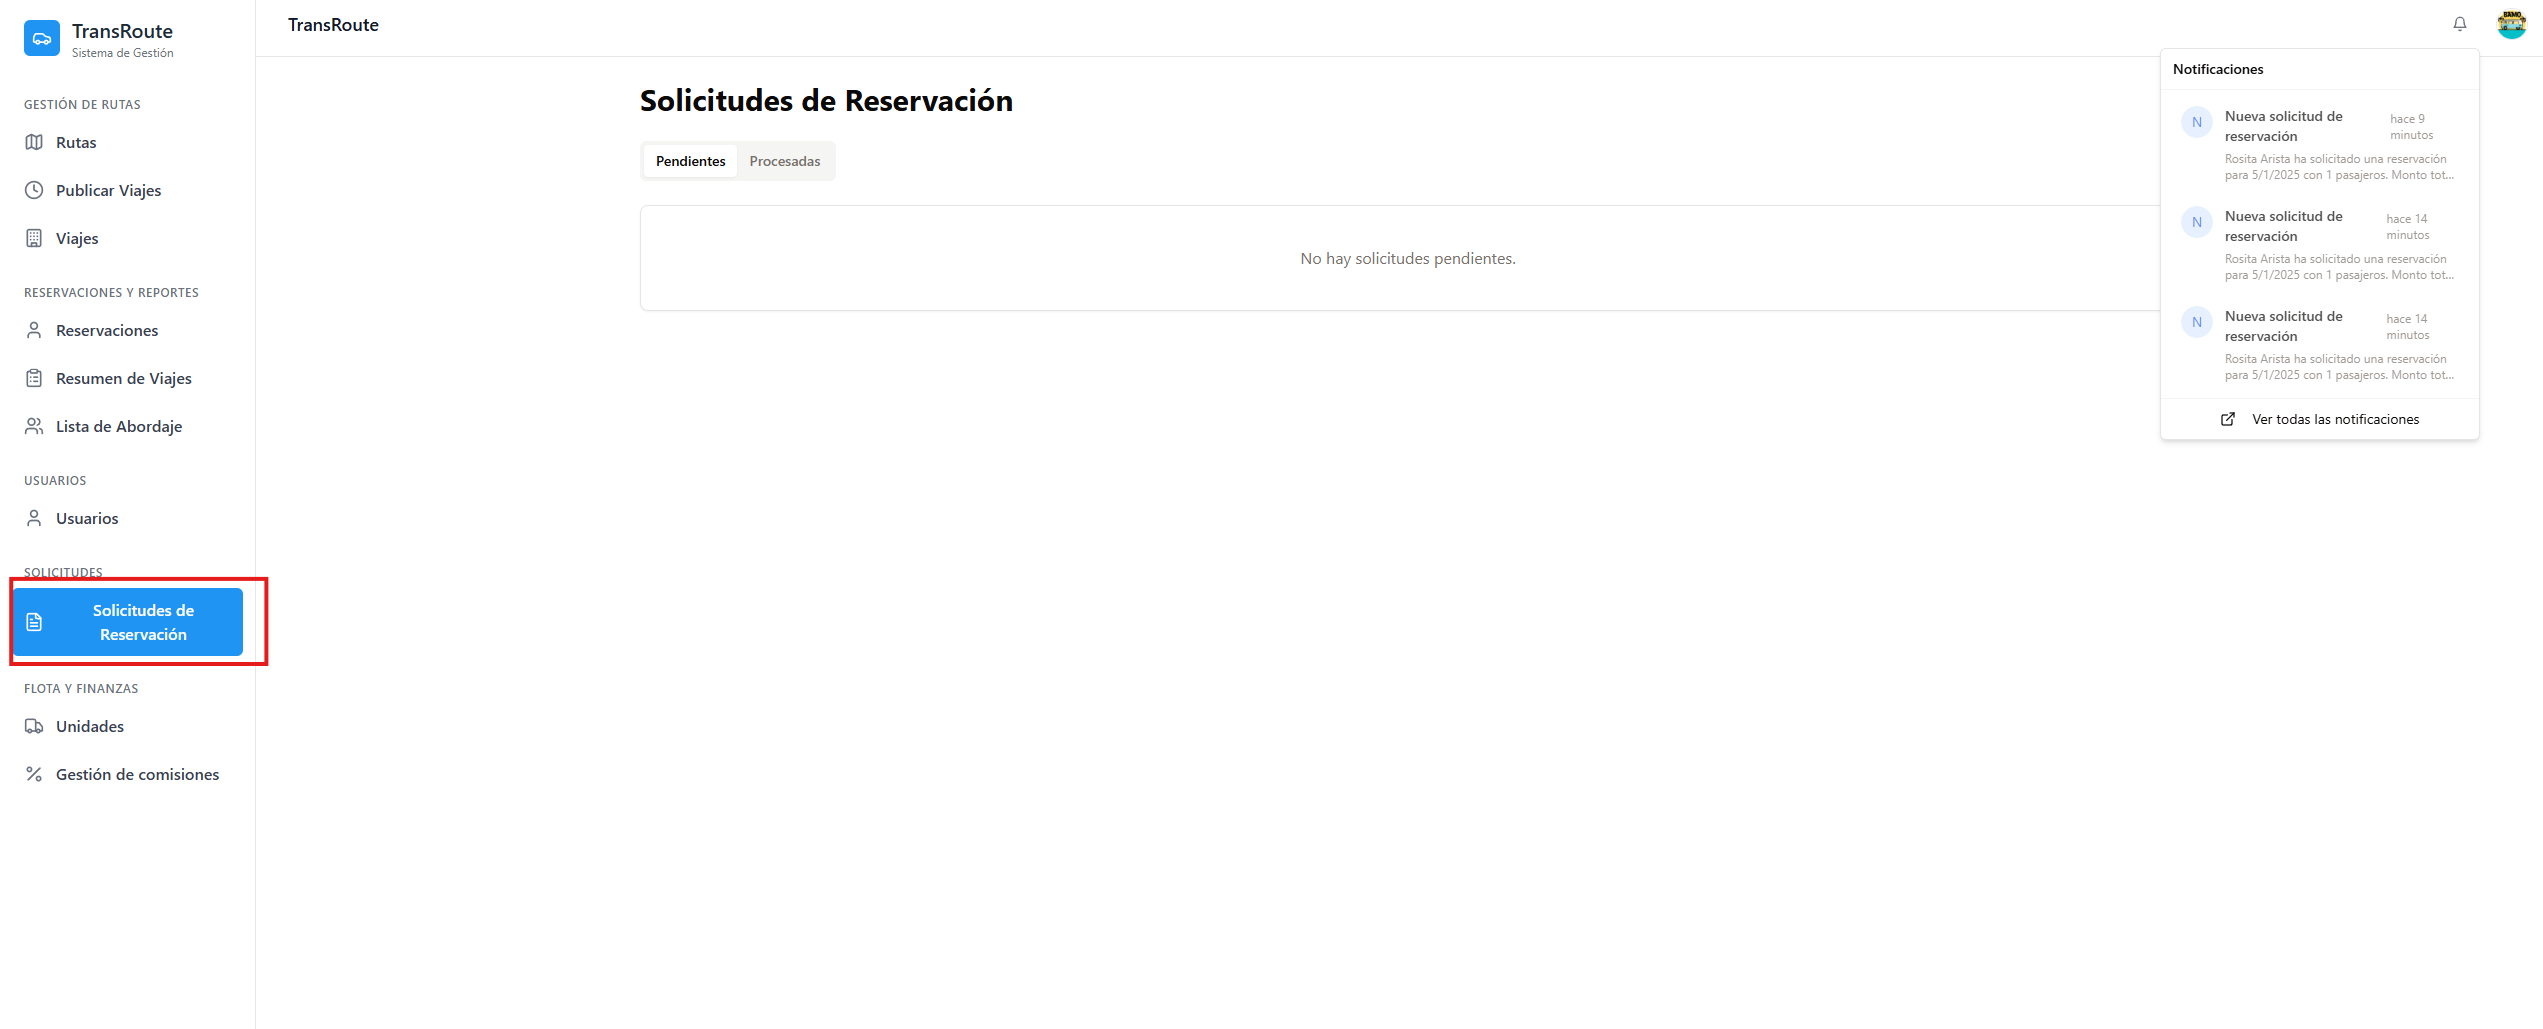 TransRoute
Sistema de Gestión
GESTIÓN DE RUTAS
Rutas
Publicar Viajes
Viajes
RESERVACIONES Y REPORTES
Reservaciones
Resumen de Viajes
Lista de Abordaje
USUARIOS
Usuarios
SOLICITUDES
Solicitudes de
Reservación
FLOTA Y FINANZAS
Unidades
Gestión de comisiones
TransRoute
Solicitudes de Reservación
Pendientes
Procesadas
No hay solicitudes pendientes.
BAMO
Notificaciones
N
Nueva solicitud de
reservación
hace 9
minutos
Rosita Arista ha solicitado una reservación
para 5/1/2025 con 1 pasajeros. Monto tot...
N
Nueva solicitud de
reservación
hace 14
minutos
Rosita Arista ha solicitado una reservación
para 5/1/2025 con 1 pasajeros. Monto tot...
N
Nueva solicitud de
reservación
hace 14
minutos
Rosita Arista ha solicitado una reservación
para 5/1/2025 con 1 pasajeros. Monto tot...
Ver todas las notificaciones